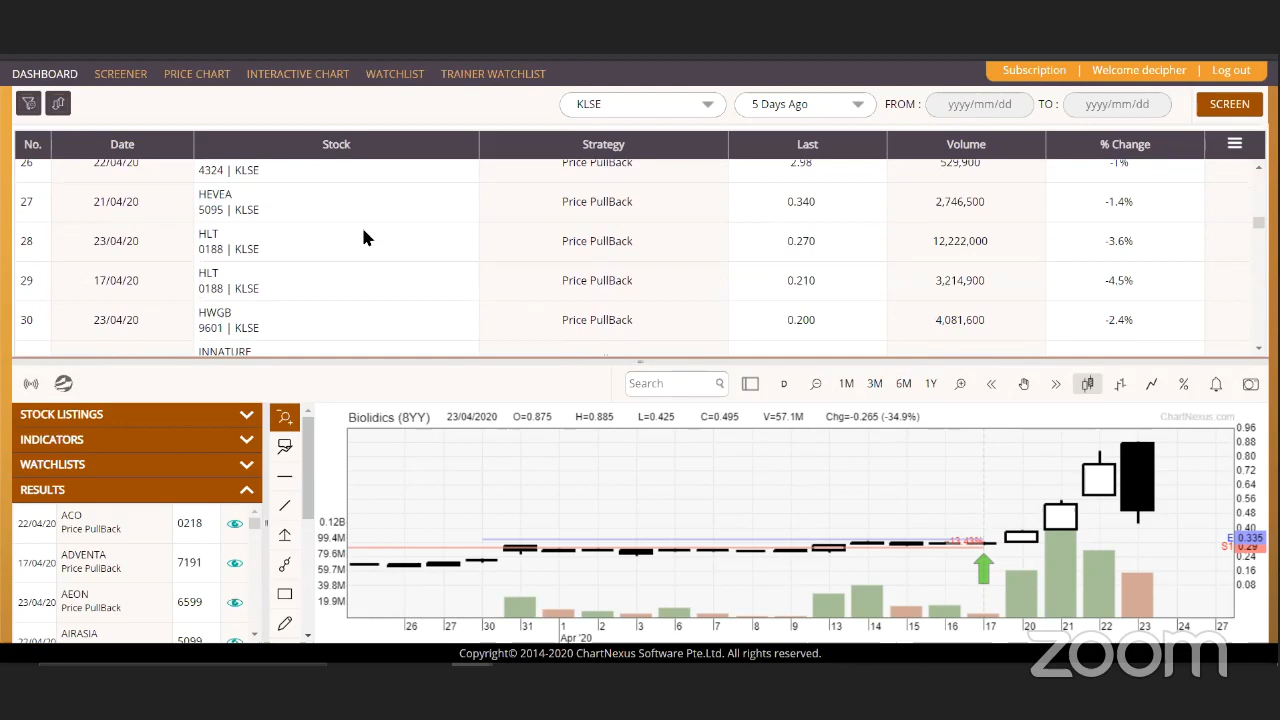 DASHBOARD SCREENER PRICE CHART INTERACTIVE CHART WATCHLIST TRAINER WATCHLIST Subscription | Welcome decipher | Log out
KLSE 5 Days Ago FROM : yyyy/mm/dd TO : yyyy/mm/dd SCREEN
No. Date Stock Strategy Last Volume % Change
26 22/04/20 4324 | KLSE Price PullBack 2.98 529,900 -1%
27 21/04/20 HEVEA Price PullBack 0.340 2,746,500 -1.4%
5095 | KLSE
28 23/04/20 HLT Price PullBack 0.270 12,222,000 -3.6%
0188 | KLSE
29 17/04/20 HLT Price PullBack 0.210 3,214,900 -4.5%
0188 | KLSE
30 23/04/20 HWGB Price PullBack 0.200 4,081,600 -2.4%
9601 | KLSE
INNATURE
Search D 1M 3M 6M 1Y %
STOCK LISTINGS
INDICATORS
WATCHLISTS
RESULTS
22/04/20 ACO 0218
Price PullBack
17/04/20 ADVENTA 7191
Price PullBack
23/04/20 AEON 6599
Price PullBack
22/04/20 AIRASIA 5099
Biolidics (8YY) 23/04/2020 O=0.875 H=0.885 L=0.425 C=0.495 V=57.1M Chg=-0.265 (-34.9%) ChartNexus.com
0.96
0.88
0.80
0.72
0.64
0.56
0.48
0.40
E 0.335
S1 0.29
0.24
0.16
0.08
0.12B
99.4M
79.6M
59.7M
39.8M
19.9M
13.43%
26 27 30 31 2 3 6 7 8 9 13 14 15 16 17 20 21 22 23 24 27
Apr '20
Copyright© 2014-2020 ChartNexus Software Pte.Ltd. All rights reserved.
zoom